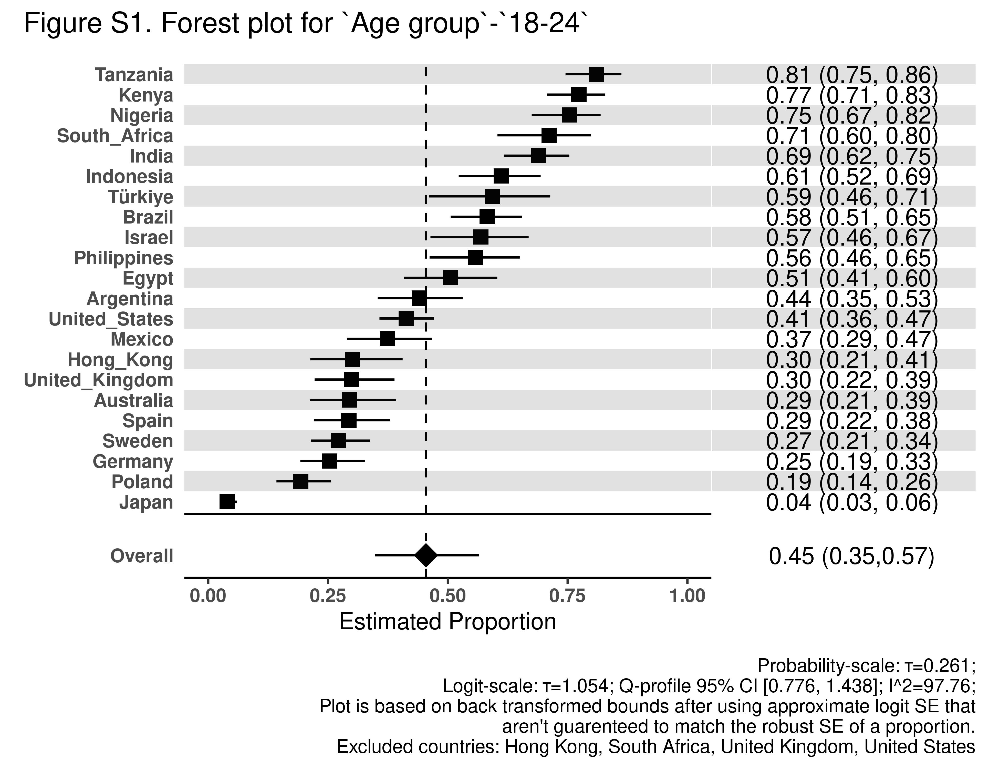 Figure S1. Forest plot for `Age group`-`18-24`
Tanzania 0.81 (0.75, 0.86)
Kenya 0.77 (0.71, 0.83)
Nigeria 0.75 (0.67, 0.82)
South_Africa 0.71 (0.60, 0.80)
India 0.69 (0.62, 0.75)
Indonesia 0.61 (0.52, 0.69)
Türkiye 0.59 (0.46, 0.71)
Brazil 0.58 (0.51, 0.65)
Israel 0.57 (0.46, 0.67)
Philippines 0.56 (0.46, 0.65)
Egypt 0.51 (0.41, 0.60)
Argentina 0.44 (0.35, 0.53)
United_States 0.41 (0.36, 0.47)
Mexico 0.37 (0.29, 0.47)
Hong_Kong 0.30 (0.21, 0.41)
United_Kingdom 0.30 (0.22, 0.39)
Australia 0.29 (0.21, 0.39)
Spain 0.29 (0.22, 0.38)
Sweden 0.27 (0.21, 0.34)
Germany 0.25 (0.19, 0.33)
Poland 0.19 (0.14, 0.26)
Japan 0.04 (0.03, 0.06)
Overall 0.45 (0.35,0.57)
0.00 0.25 0.50 0.75 1.00
Estimated Proportion
Probability-scale: τ=0.261;
Logit-scale: τ=1.054; Q-profile 95% CI [0.776, 1.438]; I^2=97.76;
Plot is based on back transformed bounds after using approximate logit SE that
aren't guarenteed to match the robust SE of a proportion.
Excluded countries: Hong Kong, South Africa, United Kingdom, United States